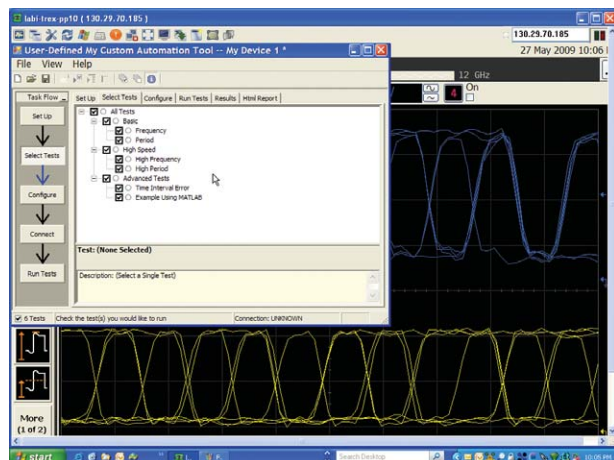 labi-trex-pp10 ( 130.29.70.185 )
130.29.70.185
27 May 2009 10:06
12 GHz
4
On
User-Defined My Custom Automation Tool -- My Device 1 *
File View Help
Task Flow
Set Up
Select Tests
Configure
Connect
Run Tests
Set Up Select Tests Configure Run Tests Results Html Report
All Tests
Basic
Frequency
Period
High Speed
High Frequency
High Period
Advanced Tests
Time Interval Error
Example Using MATLAB
Test: (None Selected)
Description: (Select a Single Test)
6 Tests Check the test(s) you would like to run Connection: UNKNOWN
More
(1 of 2)
start
Search Desktop
10:06 PM